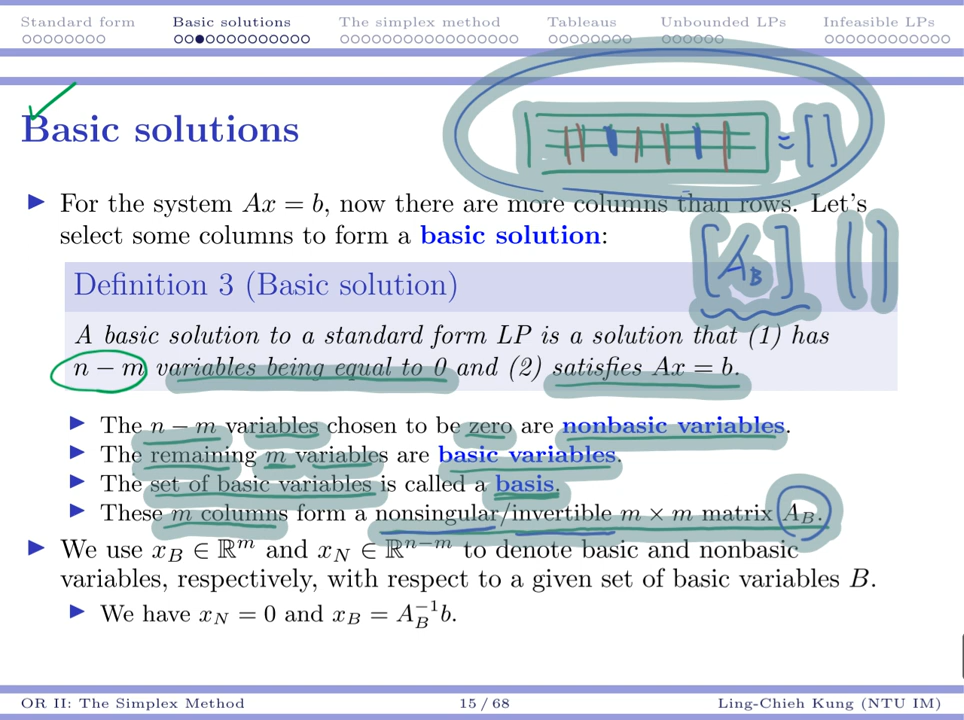 Standard form Basic solutions The simplex method Tableaus Unbounded LPs Infeasible LPs
Basic solutions
▶ For the system Ax = b, now there are more columns than rows. Let's
select some columns to form a basic solution:
Definition 3 (Basic solution)
A basic solution to a standard form LP is a solution that (1) has
n − m variables being equal to 0 and (2) satisfies Ax = b.
▶ The n − m variables chosen to be zero are nonbasic variables.
▶ The remaining m variables are basic variables.
▶ The set of basic variables is called a basis.
▶ These m columns form a nonsingular/invertible m × m matrix A_B.
▶ We use x_B ∈ ℝ^m and x_N ∈ ℝ^{n−m} to denote basic and nonbasic
variables, respectively, with respect to a given set of basic variables B.
▶ We have x_N = 0 and x_B = A_B^{−1}b.
[A_B]
OR II: The Simplex Method 15 / 68 Ling-Chieh Kung (NTU IM)